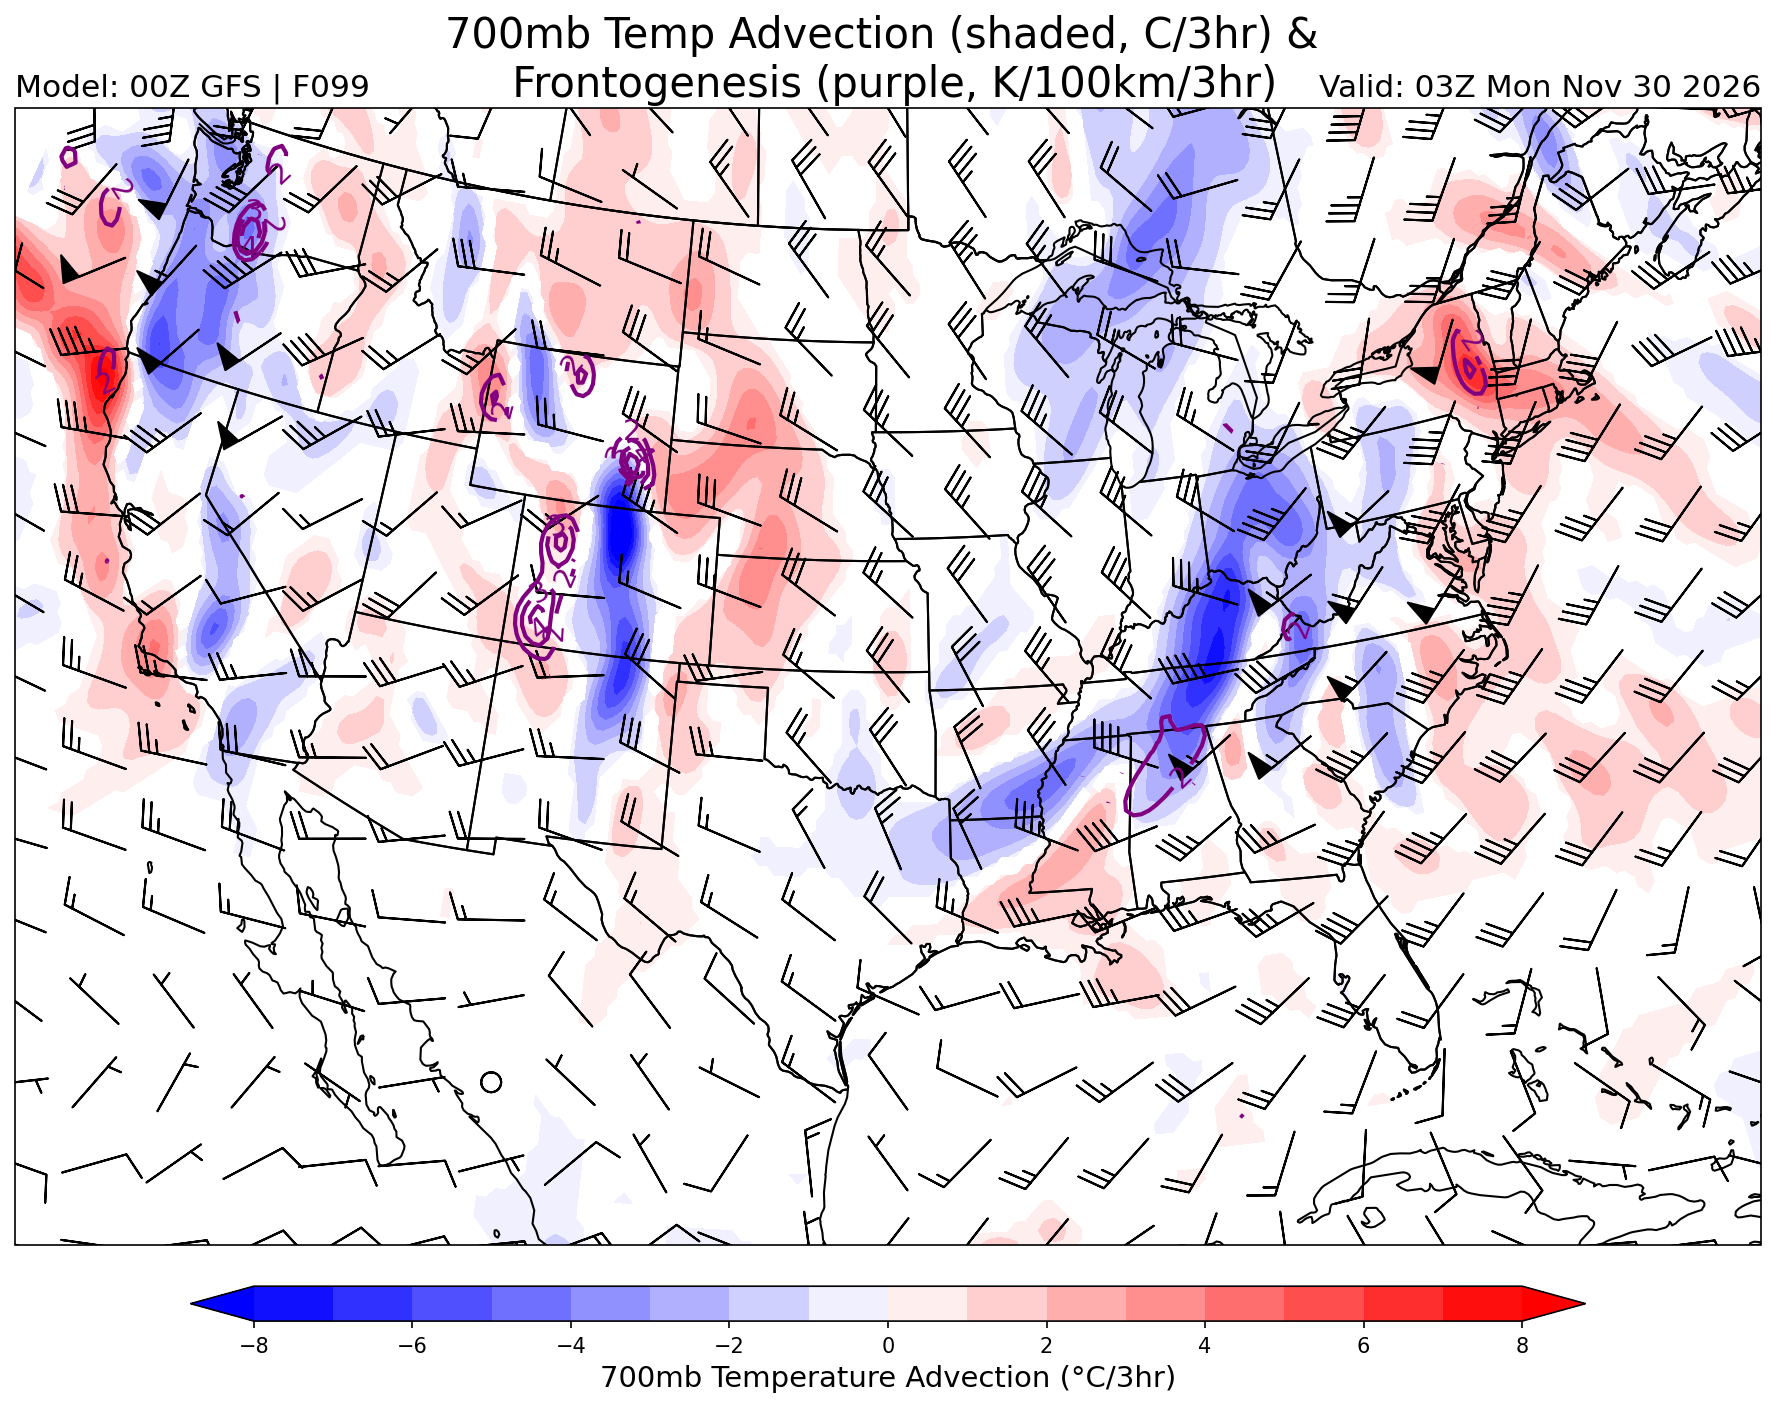 700mb Temp Advection (shaded, C/3hr) &
Model: 00Z GFS | F099 Frontogenesis (purple, K/100km/3hr) Valid: 03Z Mon Nov 30 2026
−8 −6 −4 −2 0 2 4 6 8
700mb Temperature Advection (°C/3hr)